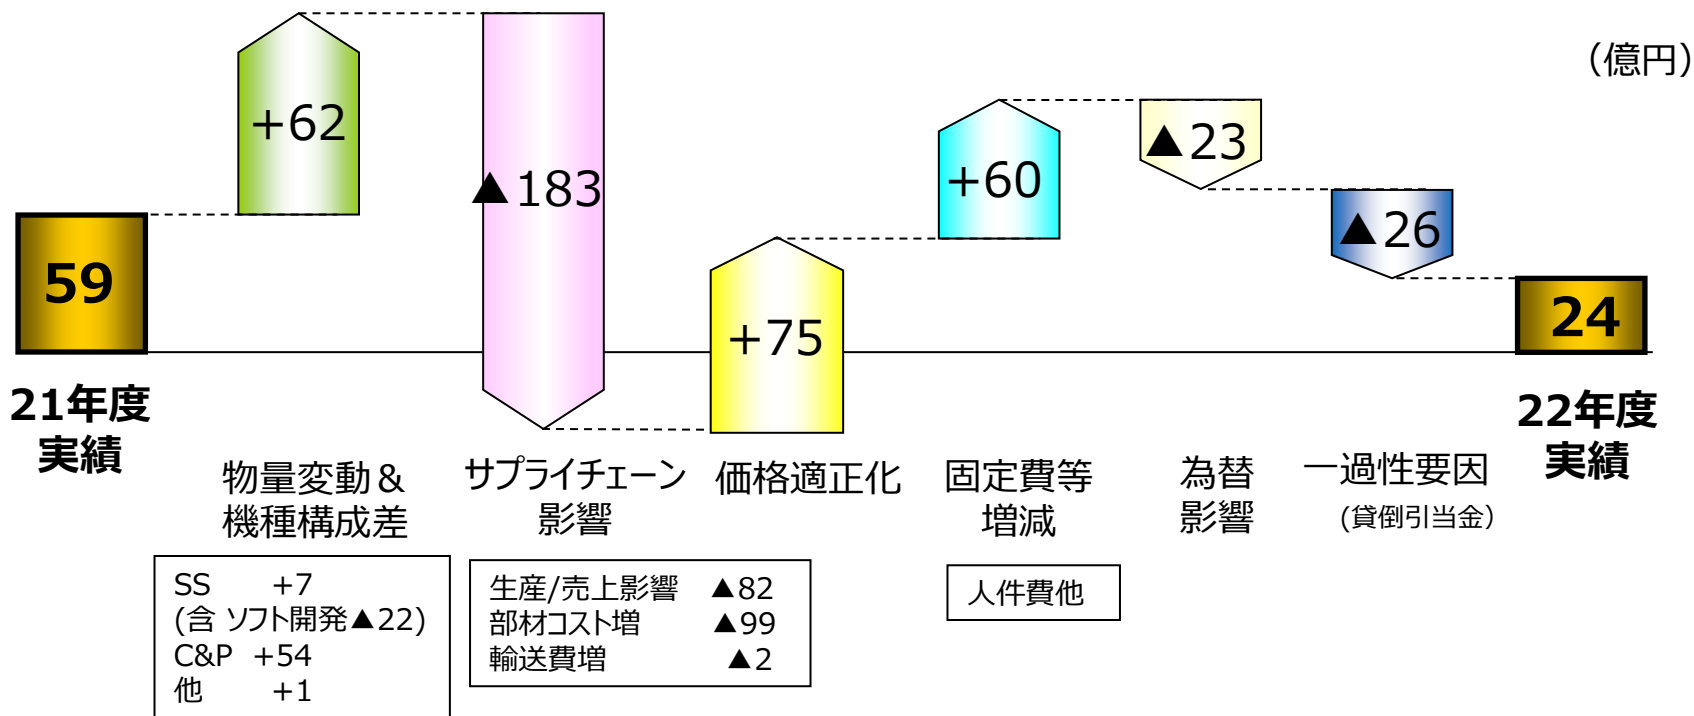 （億円）
+62
▲183
+60
▲23
▲26
59
+75
24
21年度
実績
22年度
実績
物量変動＆
機種構成差
サプライチェーン
影響
価格適正化
固定費等
増減
為替
影響
一過性要因
(貸倒引当金）
SS +7
(含 ソフト開発▲22)
C&P +54
他 +1
生産/売上影響 ▲82
部材コスト増 ▲99
輸送費増 ▲2
人件費他